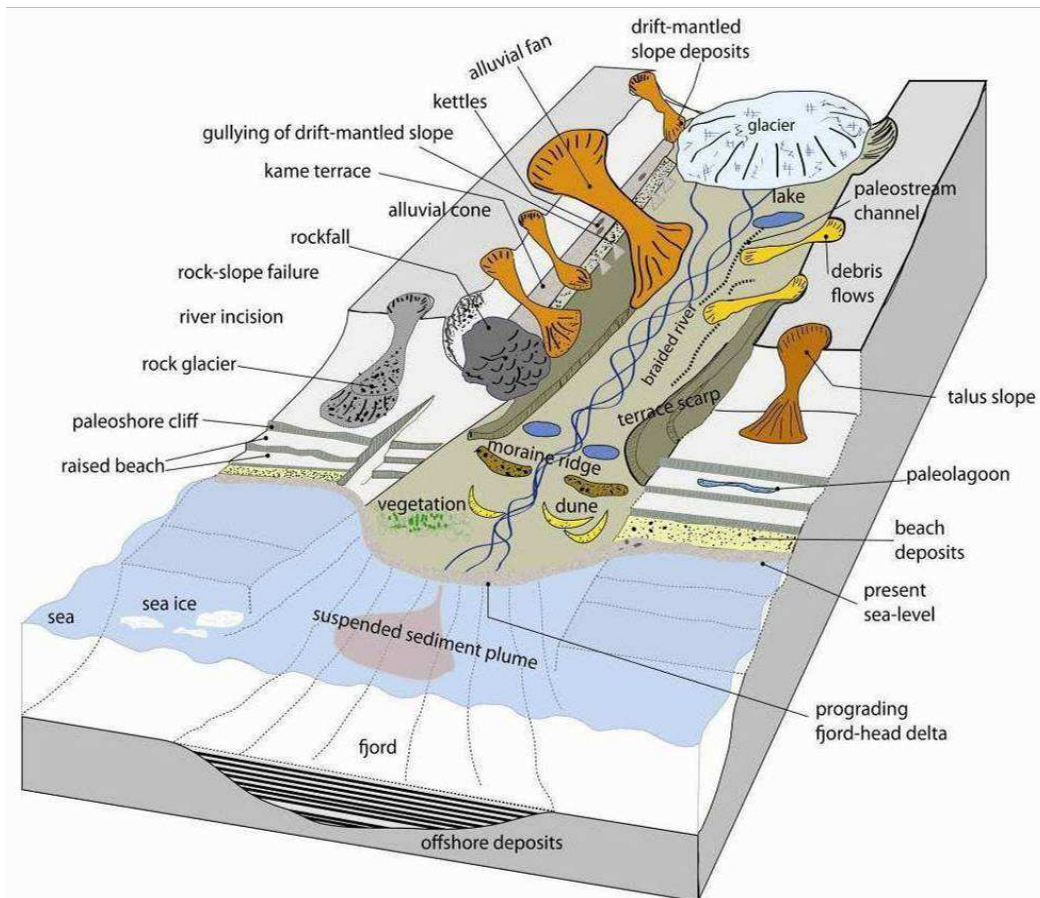 drift-mantled
slope deposits
alluvial fan
kettles
gullying of drift-mantled slope
kame terrace
alluvial cone
rockfall
rock-slope failure
river incision
rock glacier
paleoshore cliff
raised beach
glacier
lake
paleostream
channel
debris
flows
braided river
terrace scarp
talus slope
moraine ridge
paleolagoon
vegetation
dune
beach
deposits
present
sea-level
sea ice
sea
suspended sediment plume
prograding
fjord-head delta
fjord
offshore deposits